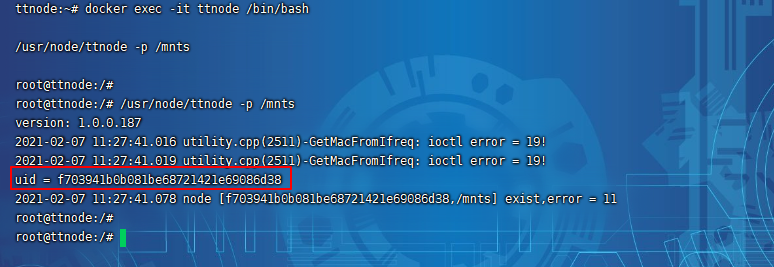 ttnode:~# docker exec -it ttnode /bin/bash
/usr/node/ttnode -p /mnts
root@ttnode:/#
root@ttnode:/# /usr/node/ttnode -p /mnts
version: 1.0.0.187
2021-02-07 11:27:41.016 utility.cpp(2511)-GetMacFromIfreq: ioctl error = 19!
2021-02-07 11:27:41.019 utility.cpp(2511)-GetMacFromIfreq: ioctl error = 19!
uid = f703941b0b081be68721421e69086d38
2021-02-07 11:27:41.078 node [f703941b0b081be68721421e69086d38,/mnts] exist,error = 11
root@ttnode:/#
root@ttnode:/#